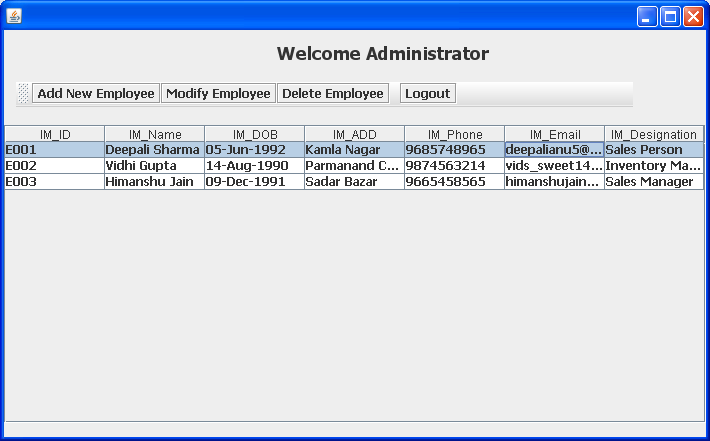 Welcome Administrator
Add New Employee Modify Employee Delete Employee Logout
IM_ID IM_Name IM_DOB IM_ADD IM_Phone IM_Email IM_Designation
E001 Deepali Sharma 05-Jun-1992 Kamla Nagar 9685748965 deepalianu5@... Sales Person
E002 Vidhi Gupta 14-Aug-1990 Parmanand C... 9874563214 vids_sweet14... Inventory Ma...
E003 Himanshu Jain 09-Dec-1991 Sadar Bazar 9665458565 himanshujain... Sales Manager